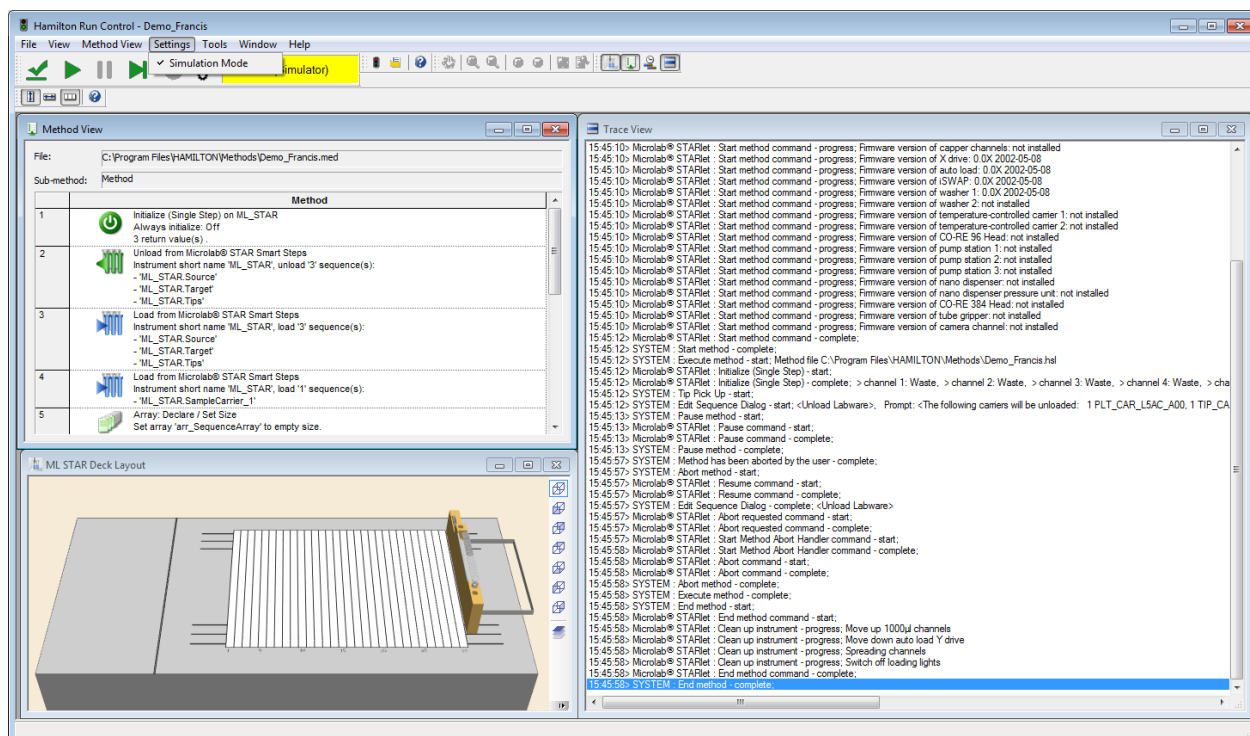 Hamilton Run Control - Demo_Francis
File View Method View Settings Tools Window Help
✓ Simulation Mode
Simulator)
Method View
File: C:\Program Files\HAMILTON\Methods\Demo_Francis.med
Sub-method: Method
Method
1 Initialize (Single Step) on ML_STAR
Always initialize: Off
3 return value(s) .
2 Unload from Microlab® STAR Smart Steps
Instrument short name 'ML_STAR', unload '3' sequence(s):
- 'ML_STAR.Source'
- 'ML_STAR.Target'
- 'ML_STAR.Tips'
3 Load from Microlab® STAR Smart Steps
Instrument short name 'ML_STAR', load '3' sequence(s):
- 'ML_STAR.Source'
- 'ML_STAR.Target'
- 'ML_STAR.Tips'
4 Load from Microlab® STAR Smart Steps
Instrument short name 'ML_STAR', load '1' sequence(s):
- 'ML_STAR.SampleCarrier_1'
5 Array: Declare / Set Size
Set array 'arr_SequenceArray' to empty size.
ML STAR Deck Layout
Trace View
15:45:10> Microlab® STARlet : Start method command - progress; Firmware version of capper channels: not installed
15:45:10> Microlab® STARlet : Start method command - progress; Firmware version of X drive: 0.0X 2002-05-08
15:45:10> Microlab® STARlet : Start method command - progress; Firmware version of auto load: 0.0X 2002-05-08
15:45:10> Microlab® STARlet : Start method command - progress; Firmware version of iSWAP: 0.0X 2002-05-08
15:45:10> Microlab® STARlet : Start method command - progress; Firmware version of washer 1: 0.0X 2002-05-08
15:45:10> Microlab® STARlet : Start method command - progress; Firmware version of washer 2: not installed
15:45:10> Microlab® STARlet : Start method command - progress; Firmware version of temperature-controlled carrier 1: not installed
15:45:10> Microlab® STARlet : Start method command - progress; Firmware version of temperature-controlled carrier 2: not installed
15:45:10> Microlab® STARlet : Start method command - progress; Firmware version of CO-RE 96 Head: not installed
15:45:10> Microlab® STARlet : Start method command - progress; Firmware version of pump station 1: not installed
15:45:10> Microlab® STARlet : Start method command - progress; Firmware version of pump station 2: not installed
15:45:10> Microlab® STARlet : Start method command - progress; Firmware version of pump station 3: not installed
15:45:10> Microlab® STARlet : Start method command - progress; Firmware version of nano dispenser: not installed
15:45:10> Microlab® STARlet : Start method command - progress; Firmware version of nano dispenser pressure unit: not installed
15:45:10> Microlab® STARlet : Start method command - progress; Firmware version of CO-RE 384 Head: not installed
15:45:10> Microlab® STARlet : Start method command - progress; Firmware version of tube gripper: not installed
15:45:10> Microlab® STARlet : Start method command - progress; Firmware version of camera channel: not installed
15:45:12> Microlab® STARlet : Start method command - complete;
15:45:12> SYSTEM : Start method - complete;
15:45:12> SYSTEM : Execute method - start; Method file C:\Program Files\HAMILTON\Methods\Demo_Francis.hsl
15:45:12> Microlab® STARlet : Initialize (Single Step) - start;
15:45:12> Microlab® STARlet : Initialize (Single Step) - complete; > channel 1: Waste, > channel 2: Waste, > channel 3: Waste, > channel 4: Waste, > cha
15:45:12> SYSTEM : Tip Pick Up - start;
15:45:12> SYSTEM : Edit Sequence Dialog - start; <Unload Labware>, Prompt: <The following carriers will be unloaded: 1 PLT_CAR_L5AC_A00, 1 TIP_CA
15:45:13> SYSTEM : Pause method - start;
15:45:13> Microlab® STARlet : Pause command - start;
15:45:13> Microlab® STARlet : Pause command - complete;
15:45:13> SYSTEM : Pause method - complete;
15:45:57> SYSTEM : Method has been aborted by the user - complete;
15:45:57> SYSTEM : Abort method - start;
15:45:57> Microlab® STARlet : Resume command - start;
15:45:57> Microlab® STARlet : Resume command - complete;
15:45:57> SYSTEM : Edit Sequence Dialog - complete; <Unload Labware>
15:45:57> Microlab® STARlet : Abort requested command - start;
15:45:57> Microlab® STARlet : Abort requested command - complete;
15:45:57> Microlab® STARlet : Start Method Abort Handler command - start;
15:45:58> Microlab® STARlet : Start Method Abort Handler command - complete;
15:45:58> Microlab® STARlet : Abort command - start;
15:45:58> Microlab® STARlet : Abort command - complete;
15:45:58> SYSTEM : Abort method - complete;
15:45:58> SYSTEM : Execute method - complete;
15:45:58> SYSTEM : End method - start;
15:45:58> Microlab® STARlet : End method command - start;
15:45:58> Microlab® STARlet : Clean up instrument - progress; Move up 1000µl channels
15:45:58> Microlab® STARlet : Clean up instrument - progress; Move down auto load Y drive
15:45:58> Microlab® STARlet : Clean up instrument - progress; Spreading channels
15:45:58> Microlab® STARlet : Clean up instrument - progress; Switch off loading lights
15:45:58> Microlab® STARlet : End method command - complete;
15:45:58> SYSTEM : End method - complete;